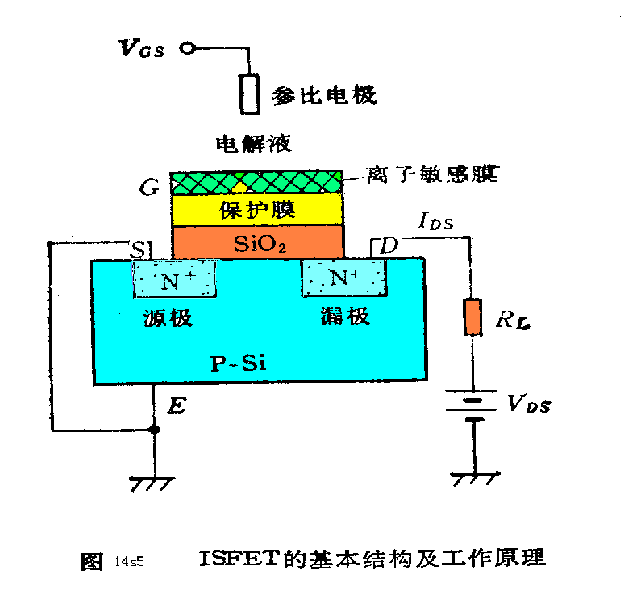 VGS
参比电极
电解液
G
离子敏感膜
保护膜
SiO₂
S
D
IDS
N⁺
N⁺
源极
漏极
RL
P-Si
E
VDS
图 14s5 ISFET的基本结构及工作原理